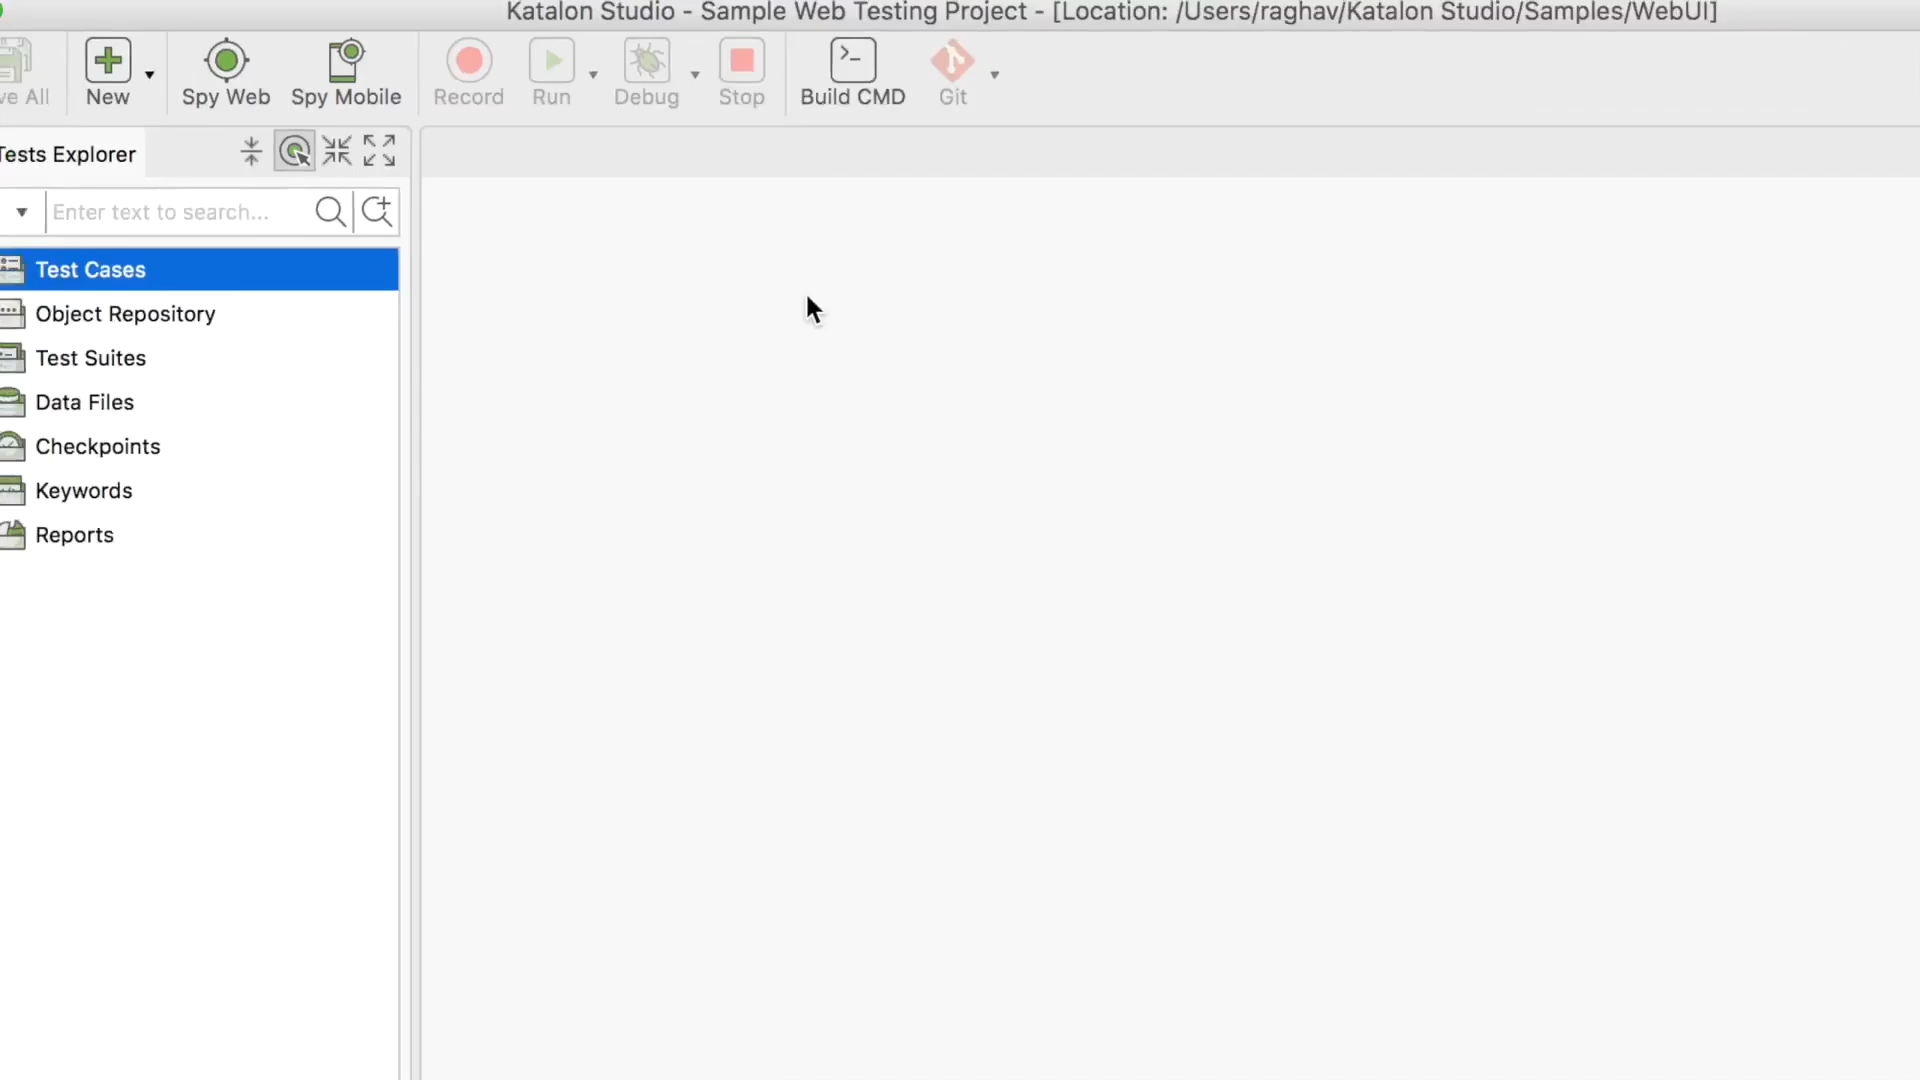 Katalon Studio - Sample Web Testing Project - [Location: /Users/raghav/Katalon Studio/Samples/WebUI]
ve All
New
Spy Web
Spy Mobile
Record
Run
Debug
Stop
Build CMD
Git
Tests Explorer
Enter text to search...
Test Cases
Object Repository
Test Suites
Data Files
Checkpoints
Keywords
Reports